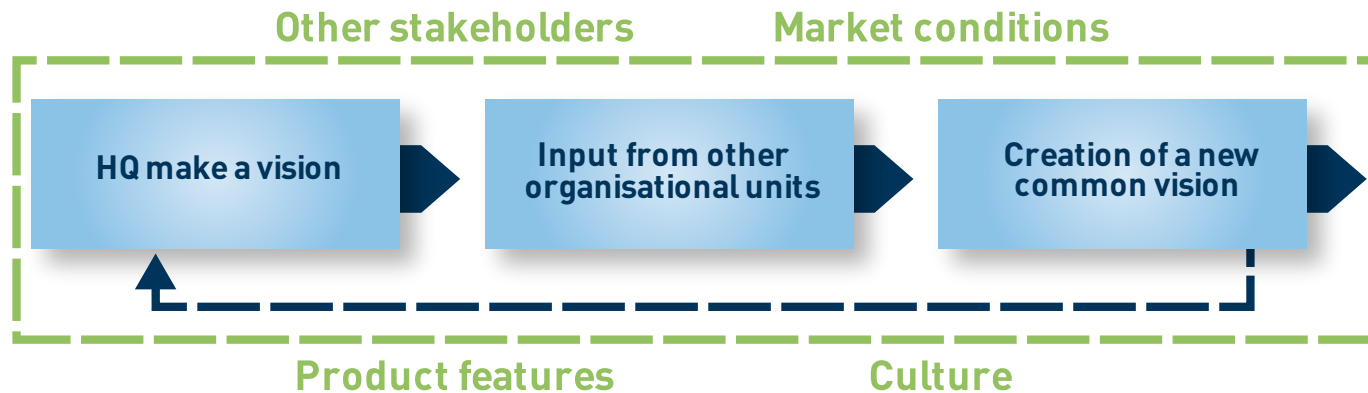 Other stakeholders
Market conditions
HQ make a vision
Input from other
organisational units
Creation of a new
common vision
Product features
Culture